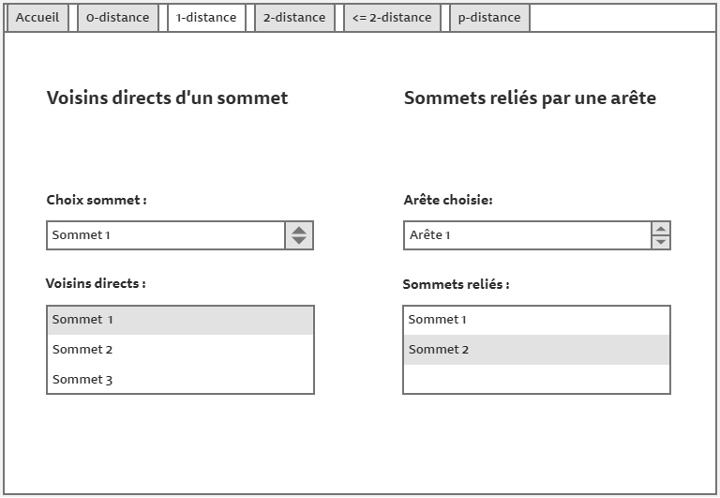 Accueil 0-distance 1-distance 2-distance <= 2-distance p-distance
Voisins directs d'un sommet
Choix sommet :
Sommet 1
Voisins directs :
Sommet 1
Sommet 2
Sommet 3
Sommets reliés par une arête
Arête choisie:
Arête 1
Sommets reliés :
Sommet 1
Sommet 2